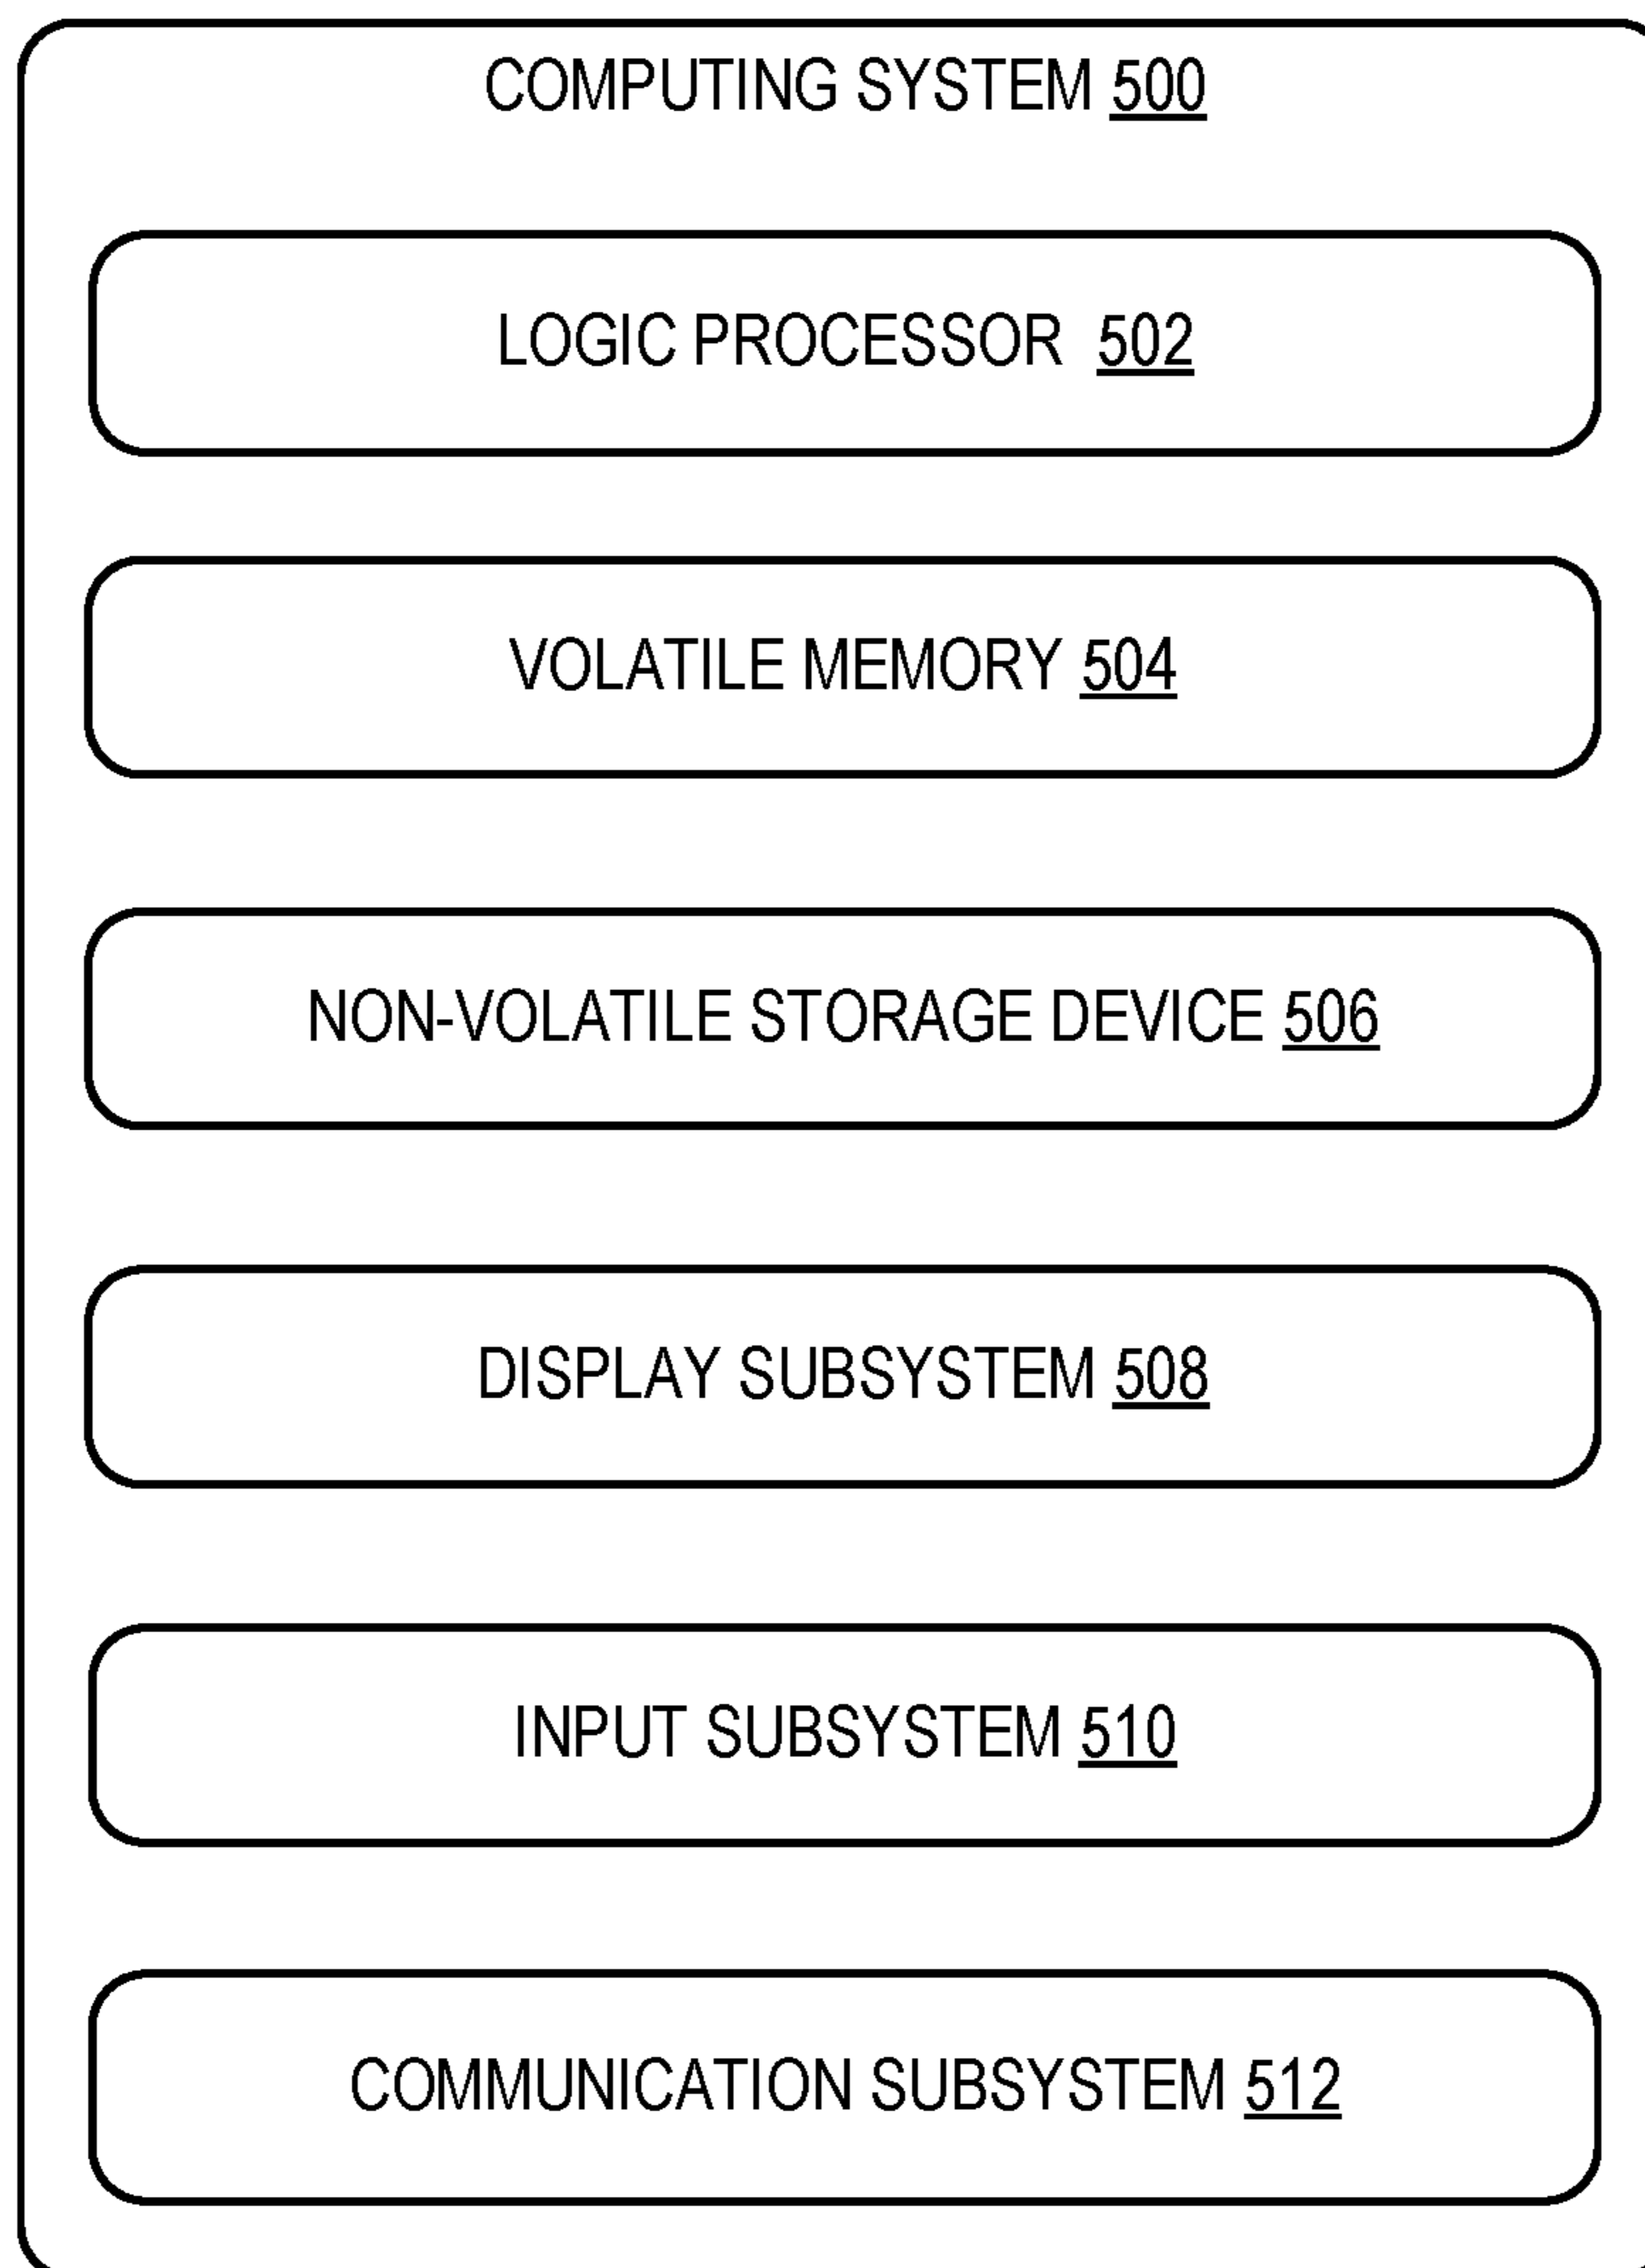 COMPUTING SYSTEM 500
LOGIC PROCESSOR 502
VOLATILE MEMORY 504
NON-VOLATILE STORAGE DEVICE 506
DISPLAY SUBSYSTEM 508
INPUT SUBSYSTEM 510
COMMUNICATION SUBSYSTEM 512